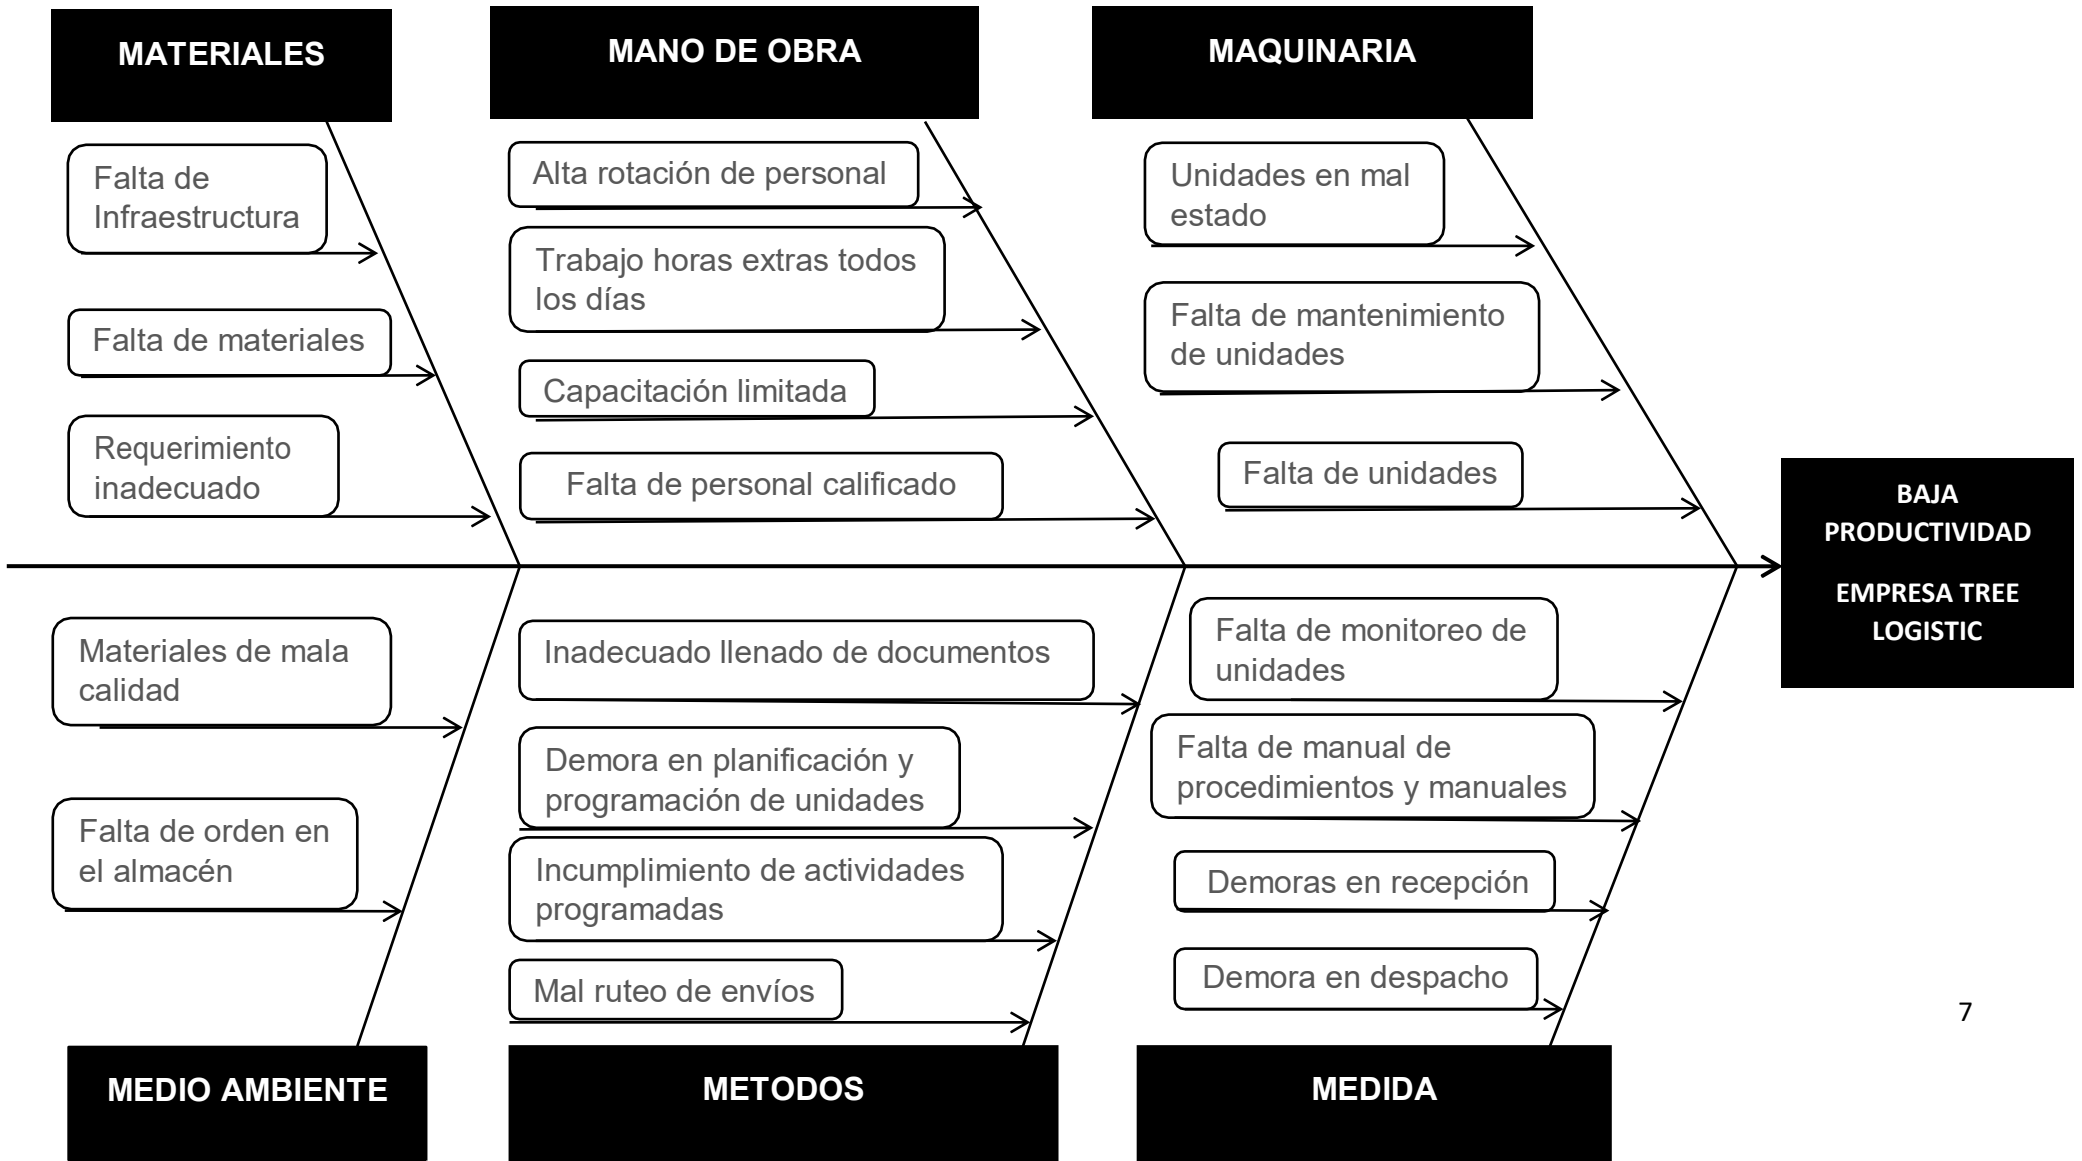 MATERIALES
MANO DE OBRA
MAQUINARIA
Falta de
Infraestructura
Falta de materiales
Requerimiento
inadecuado
Alta rotación de personal
Trabajo horas extras todos
los días
Capacitación limitada
Falta de personal calificado
Unidades en mal
estado
Falta de mantenimiento
de unidades
Falta de unidades
BAJA
PRODUCTIVIDAD
EMPRESA TREE
LOGISTIC
Materiales de mala
calidad
Falta de orden en
el almacén
Inadecuado llenado de documentos
Demora en planificación y
programación de unidades
Incumplimiento de actividades
programadas
Mal ruteo de envíos
Falta de monitoreo de
unidades
Falta de manual de
procedimientos y manuales
Demoras en recepción
Demora en despacho
7
MEDIO AMBIENTE
METODOS
MEDIDA